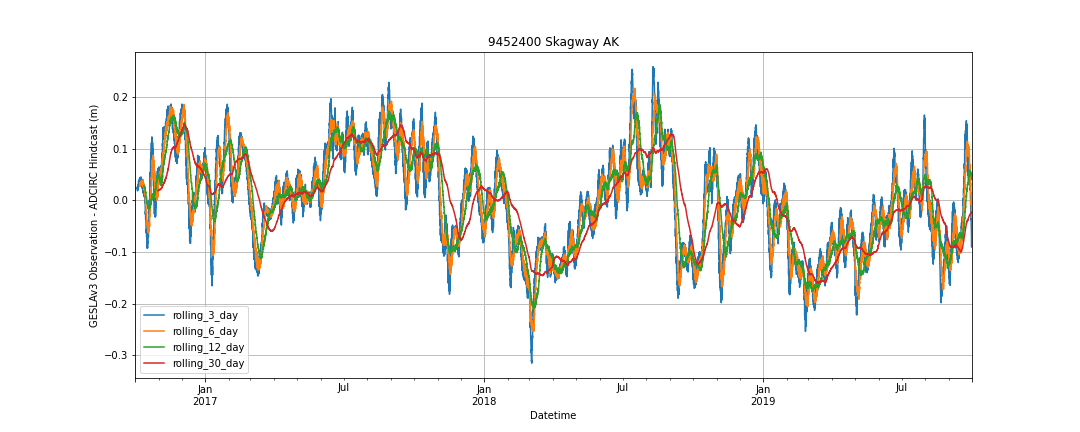 9452400 Skagway AK
GESLAv3 Observation - ADCIRC Hindcast (m)
0.2
0.1
0.0
−0.1
−0.2
−0.3
rolling_3_day
rolling_6_day
rolling_12_day
rolling_30_day
Jan
2017
Jul
Jan
2018
Jul
Jan
2019
Jul
Datetime